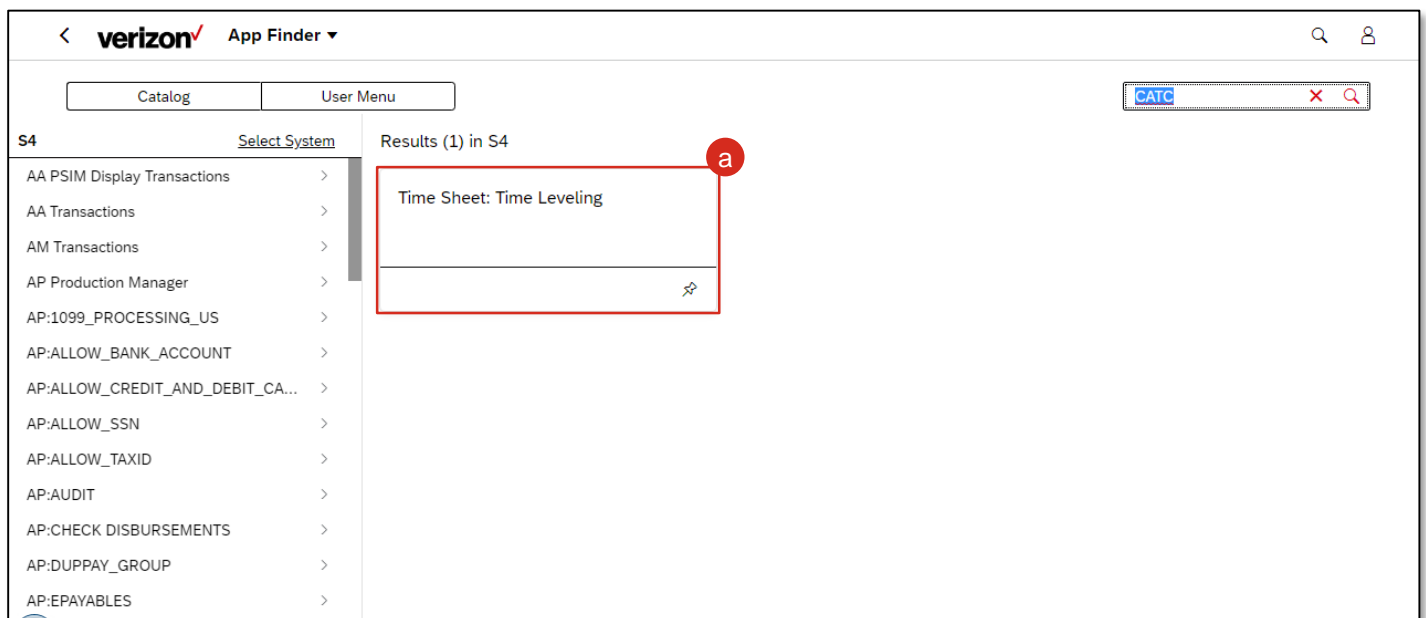 verizon App Finder
Catalog User Menu CATC
S4 Select System
Results (1) in S4
a
Time Sheet: Time Leveling
AA PSIM Display Transactions
AA Transactions
AM Transactions
AP Production Manager
AP:1099_PROCESSING_US
AP:ALLOW_BANK_ACCOUNT
AP:ALLOW_CREDIT_AND_DEBIT_CA...
AP:ALLOW_SSN
AP:ALLOW_TAXID
AP:AUDIT
AP:CHECK DISBURSEMENTS
AP:DUPPAY_GROUP
AP:EPAYABLES